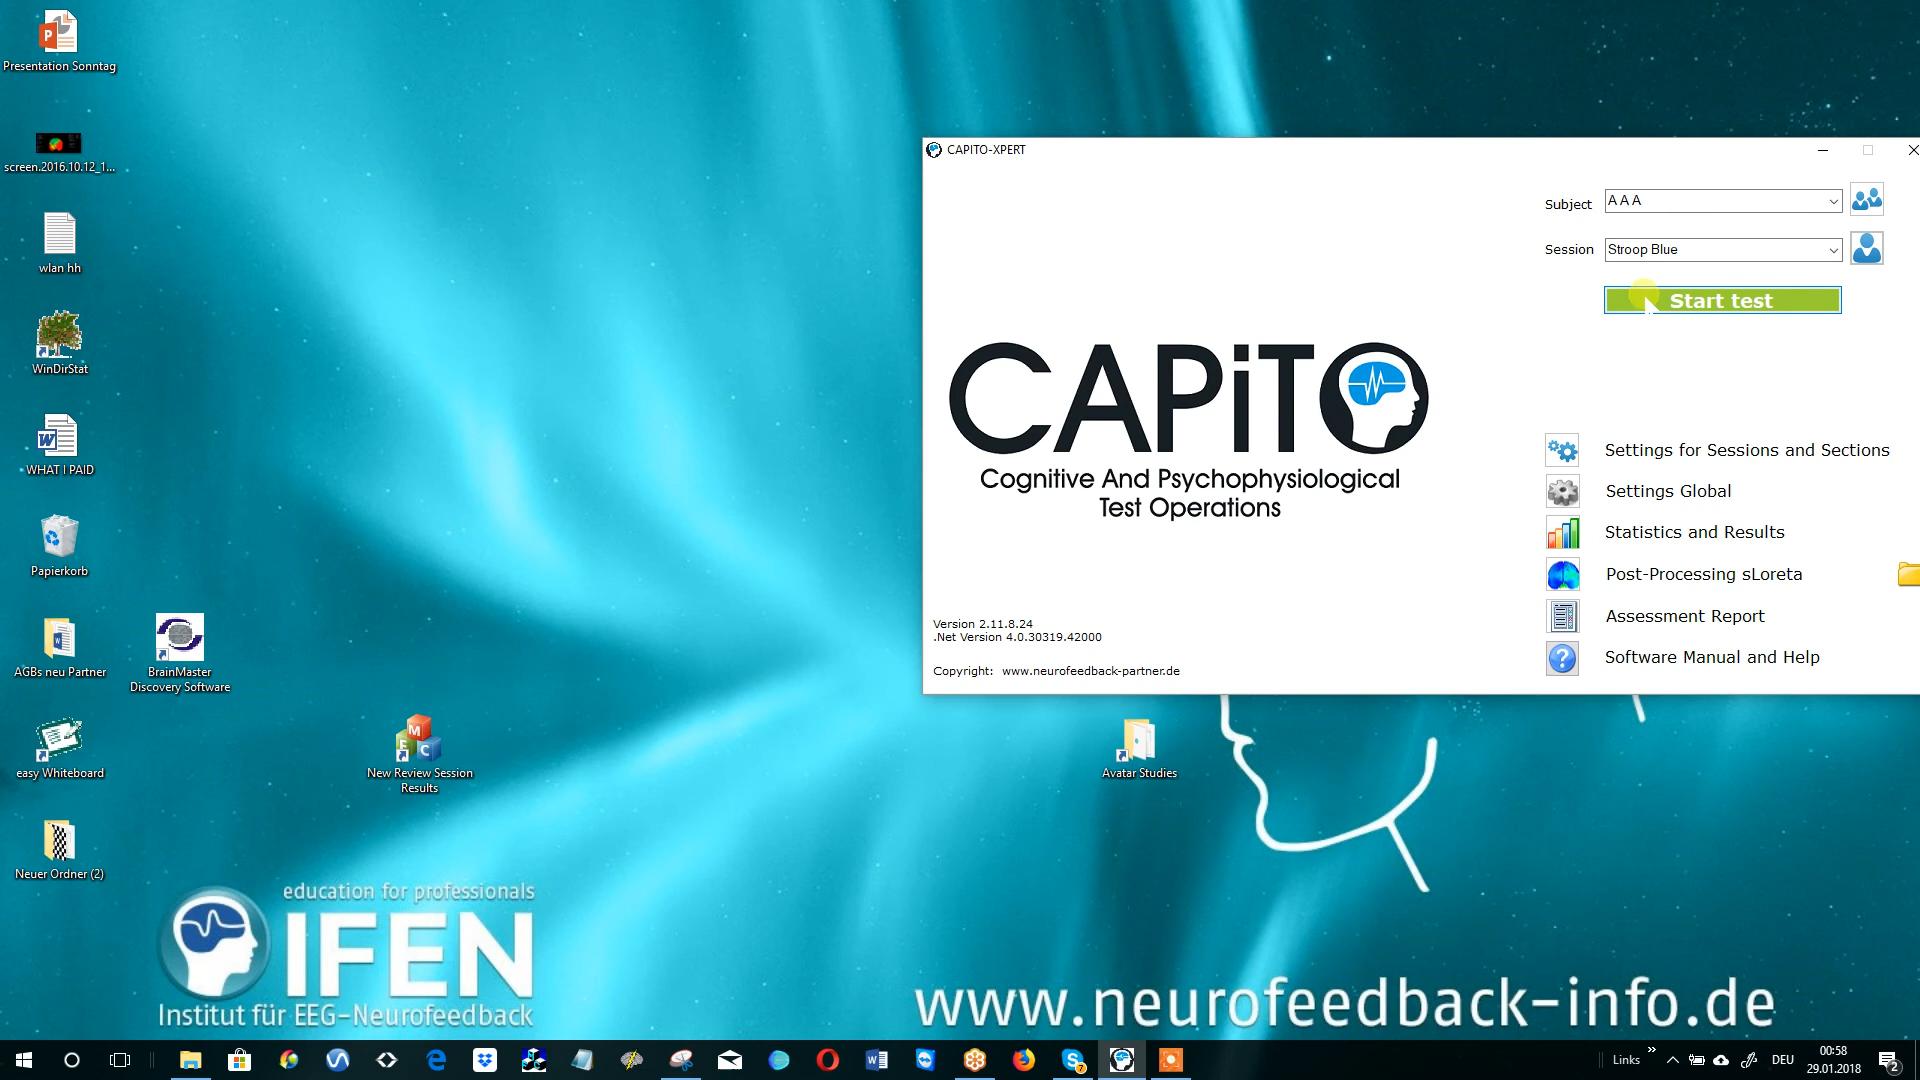 Presentation Sonntag
screen.2016.10.12_1...
wlan hh
WinDirStat
WHAT I PAID
Papierkorb
AGBs neu Partner
BrainMaster
Discovery Software
easy Whiteboard
New Review Session
Results
Neuer Ordner (2)
Avatar Studies
CAPITO-XPERT
Subject
A A A
Session
Stroop Blue
Start test
CAPiTO
Cognitive And Psychophysiological
Test Operations
Settings for Sessions and Sections
Settings Global
Statistics and Results
Post-Processing sLoreta
Assessment Report
Software Manual and Help
Version 2.11.8.24
.Net Version 4.0.30319.42000
Copyright: www.neurofeedback-partner.de
education for professionals
IFEN
Institut für EEG-Neurofeedback
www.neurofeedback-info.de
Links
DEU
00:58
29.01.2018
7
2